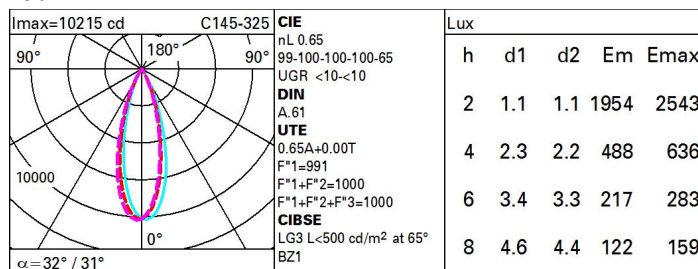 Imax=10215 cd C145-325
90° 180° 90°
10000
0°
α=32° / 31°
CIE
nL 0.65
99-100-100-100-65
UGR <10-<10
DIN
A.61
UTE
0.65A+0.00T
F"1=991
F"1+F"2=1000
F"1+F"2+F"3=1000
CIBSE
LG3 L<500 cd/m² at 65°
BZ1
Lux
h d1 d2 Em Emax
2 1.1 1.1 1954 2543
4 2.3 2.2 488 636
6 3.4 3.3 217 283
8 4.6 4.4 122 159